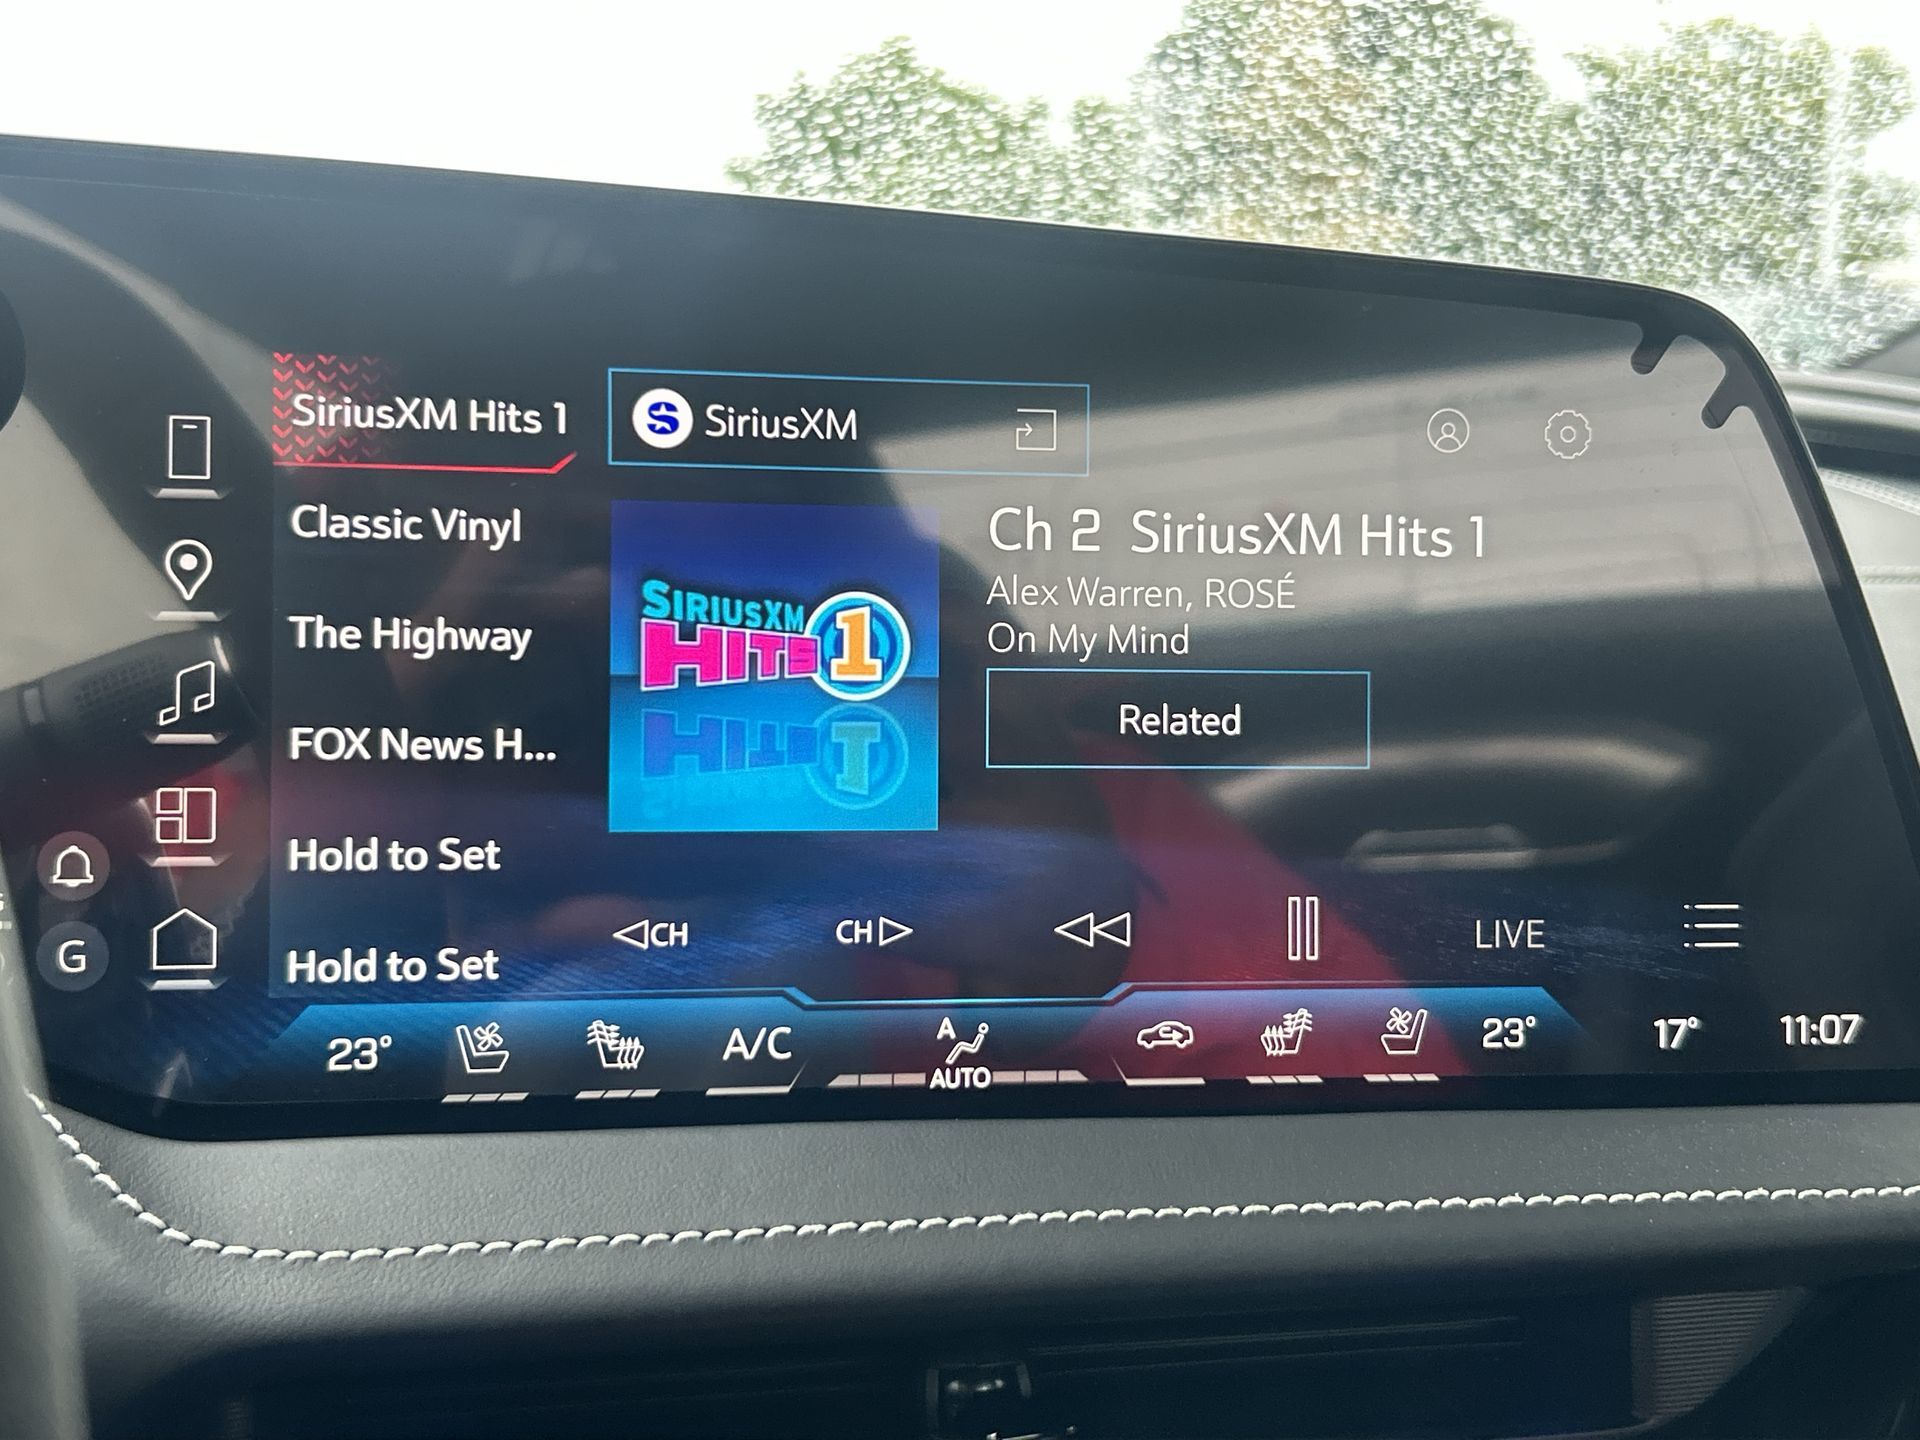 SiriusXM Hits 1
SiriusXM
Classic Vinyl
The Highway
FOX News H...
Hold to Set
Hold to Set
SIRIUSXM
HITS 1
Ch 2 SiriusXM Hits 1
Alex Warren, ROSÉ
On My Mind
Related
G
CH
CH
LIVE
23°
A/C
A
AUTO
23°
17°
11:07